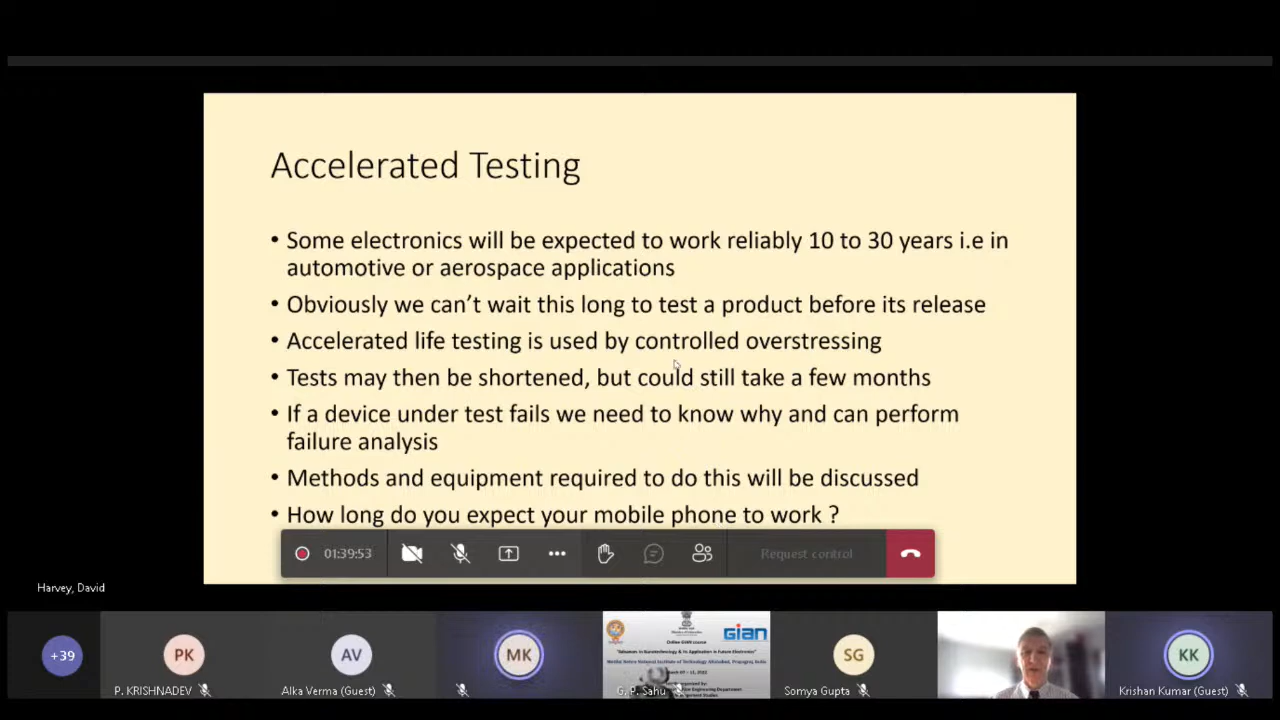 Accelerated Testing
• Some electronics will be expected to work reliably 10 to 30 years i.e in
automotive or aerospace applications
• Obviously we can't wait this long to test a product before its release
• Accelerated life testing is used by controlled overstressing
• Tests may then be shortened, but could still take a few months
• If a device under test fails we need to know why and can perform
failure analysis
• Methods and equipment required to do this will be discussed
• How long do you expect your mobile phone to work ?
01:39:53
Request control
Harvey, David
+39
PK
P. KRISHNADEV
AV
Alka Verma (Guest)
MK
Online GIAN course
GIAN
G. P. Sahu
SG
Somya Gupta
KK
Krishan Kumar (Guest)